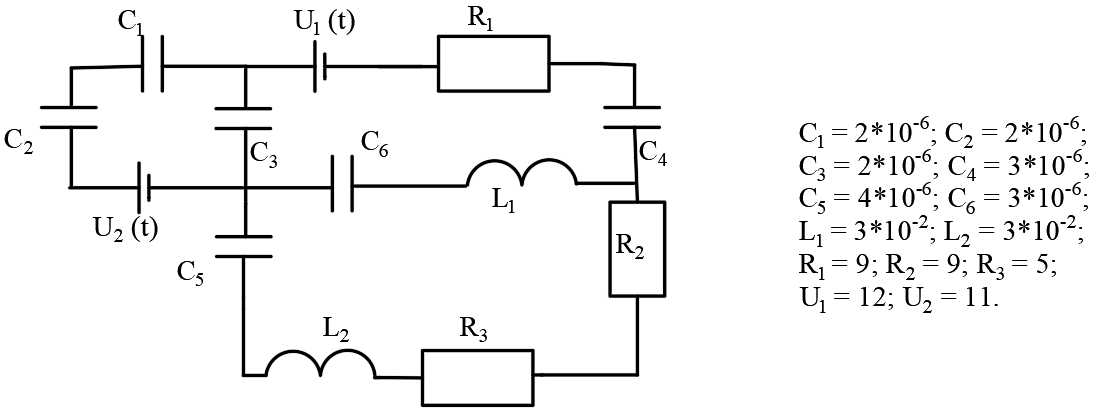 C₁
U₁ (t)
R₁
C₂
C₃
C₆
C₄
L₁
U₂ (t)
C₅
R₂
L₂
R₃
C₁ = 2*10⁻⁶; C₂ = 2*10⁻⁶;
C₃ = 2*10⁻⁶; C₄ = 3*10⁻⁶;
C₅ = 4*10⁻⁶; C₆ = 3*10⁻⁶;
L₁ = 3*10⁻²; L₂ = 3*10⁻²;
R₁ = 9; R₂ = 9; R₃ = 5;
U₁ = 12; U₂ = 11.